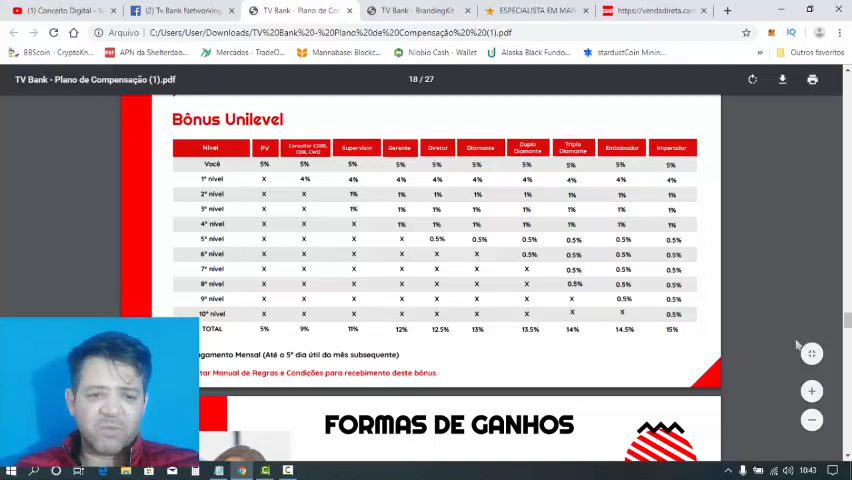 (1) Conceito Digital - Y
(2) Tv Bank Networking
TV Bank - Plano de Co
TV Bank - BrandingKit
ESPECIALISTA EM MAR
https://vendadireta.cai
Arquivo
C:/Users/User/Downloads/TV%20Bank%20-%20Plano%20de%20Compensação%20%20(1).pdf
BBScoin - CryptoKn
APN da Shelterdao
Mercados - TradeO
Mannabase: Blockc
Niobio Cash - Wallet
Alaska Blue Fundo
stardustCoin Minin
»
Outros favoritos
TV Bank - Plano de Compensação (1).pdf
18 / 27
Bônus Unilevel
Nível PV Consultor CDBS, CDB, CWD Supervisor Gerente Diretor Diamante Duplo Diamante Triplo Diamante Embaixador Imperador
Você 5% 5% 5% 5% 5% 5% 5% 5% 5% 5%
1º nível X 4% 4% 4% 4% 4% 4% 4% 4% 4%
2º nível X X 1% 1% 1% 1% 1% 1% 1% 1%
3º nível X X 1% 1% 1% 1% 1% 1% 1% 1%
4º nível X X X 1% 1% 1% 1% 1% 1% 1%
5º nível X X X X 0.5% 0.5% 0.5% 0.5% 0.5% 0.5%
6º nível X X X X X X 0.5% 0.5% 0.5% 0.5%
7º nível X X X X X X X 0.5% 0.5% 0.5%
8º nível X X X X X X X 0.5% 0.5% 0.5%
9º nível X X X X X X X X 0.5% 0.5%
10º nível X X X X X X X X X 0.5%
TOTAL 5% 9% 11% 12% 12.5% 13% 13.5% 14% 14.5% 15%
agamento Mensal (Até o 5º dia útil do mês subsequente)
tar Manual de Regras e Condições para recebimento deste bônus.
FORMAS DE GANHOS
10:43